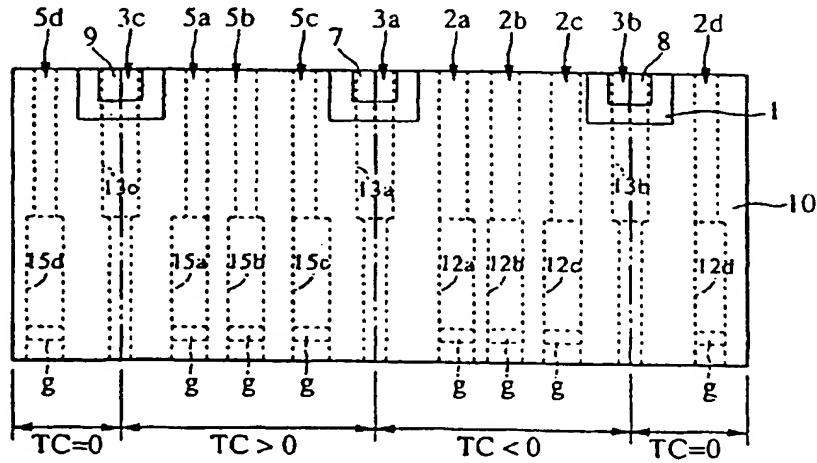 5d 9 3c 5a 5b 5c 7 3a 2a 2b 2c 3b 8 2d
1
13c 13a 13b
10
15d 15a 15b 15c 12a 12b 12c 12d
g g g g g g g g
TC=0 TC > 0 TC < 0 TC=0